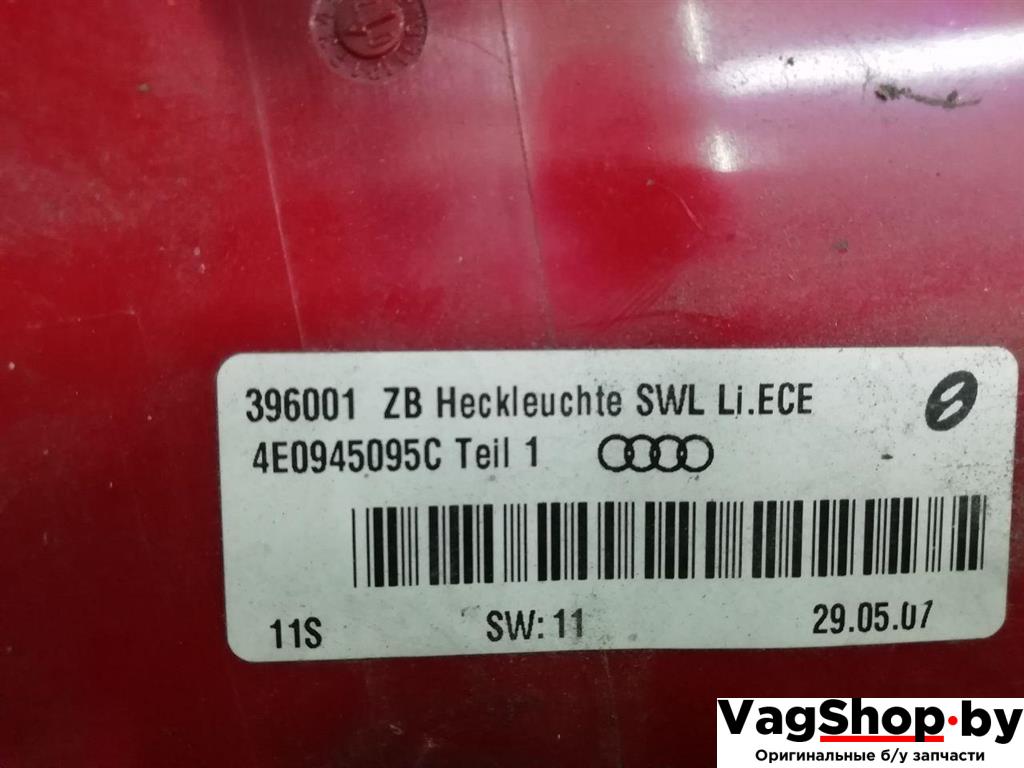 396001 ZB Heckleuchte SWL Li.ECE
8
4E0945095C Teil 1
11S SW: 11 29.05.07
VagShop.by
Оригинальные б/у запчасти